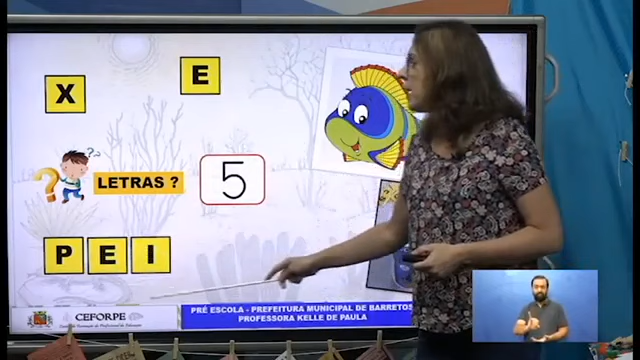 X
E
LETRAS ?
5
P E I
CEFORPE
PRÉ ESCOLA - PREFEITURA MUNICIPAL DE BARRETOS
PROFESSORA KELLE DE PAULA